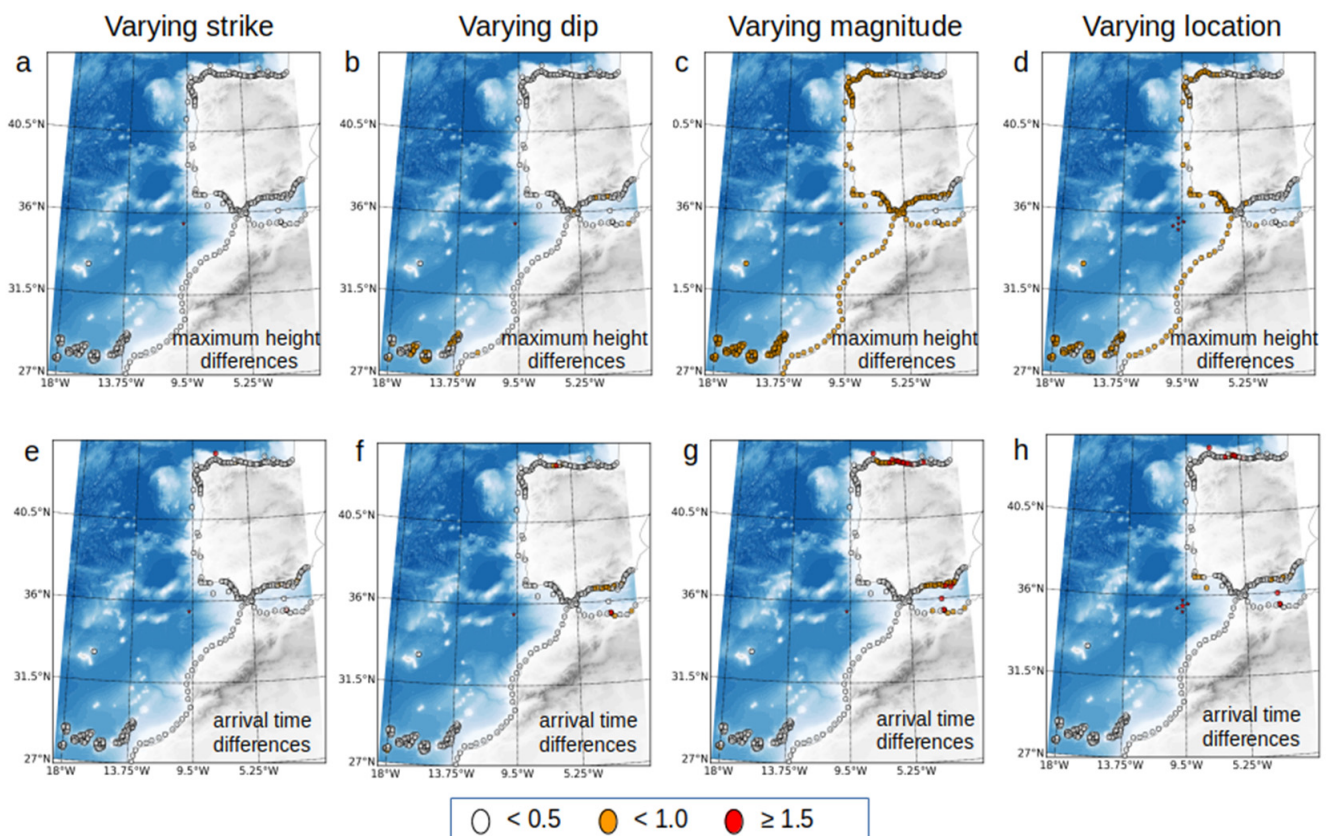 Varying strike
Varying dip
Varying magnitude
Varying location
a
b
c
d
40.5°N
36°N
31.5°N
27°N
18°W
13.75°W
9.5°W
5.25°W
maximum height
differences
40.5°N
36°N
31.5°N
27°N
18°W
13.75°W
9.5°W
5.25°W
maximum height
differences
0.5°N
36°N
1.5°N
27°N
18°W
13.75°W
9.5°W
5.25°W
maximum height
differences
40.5°N
36°N
31.5°N
27°N
18°W
13.75°W
9.5°W
5.25°W
maximum height
differences
e
f
g
h
40.5°N
36°N
31.5°N
27°N
18°W
13.75°W
9.5°W
5.25°W
arrival time
differences
40.5°N
36°N
31.5°N
27°N
18°W
13.75°W
9.5°W
5.25°W
arrival time
differences
40.5°N
36°N
31.5°N
27°N
18°W
13.75°W
9.5°W
5.25°W
arrival time
differences
40.5°N
36°N
31.5°N
27°N
18°W
13.75°W
9.5°W
5.25°W
arrival time
differences
< 0.5
< 1.0
≥ 1.5